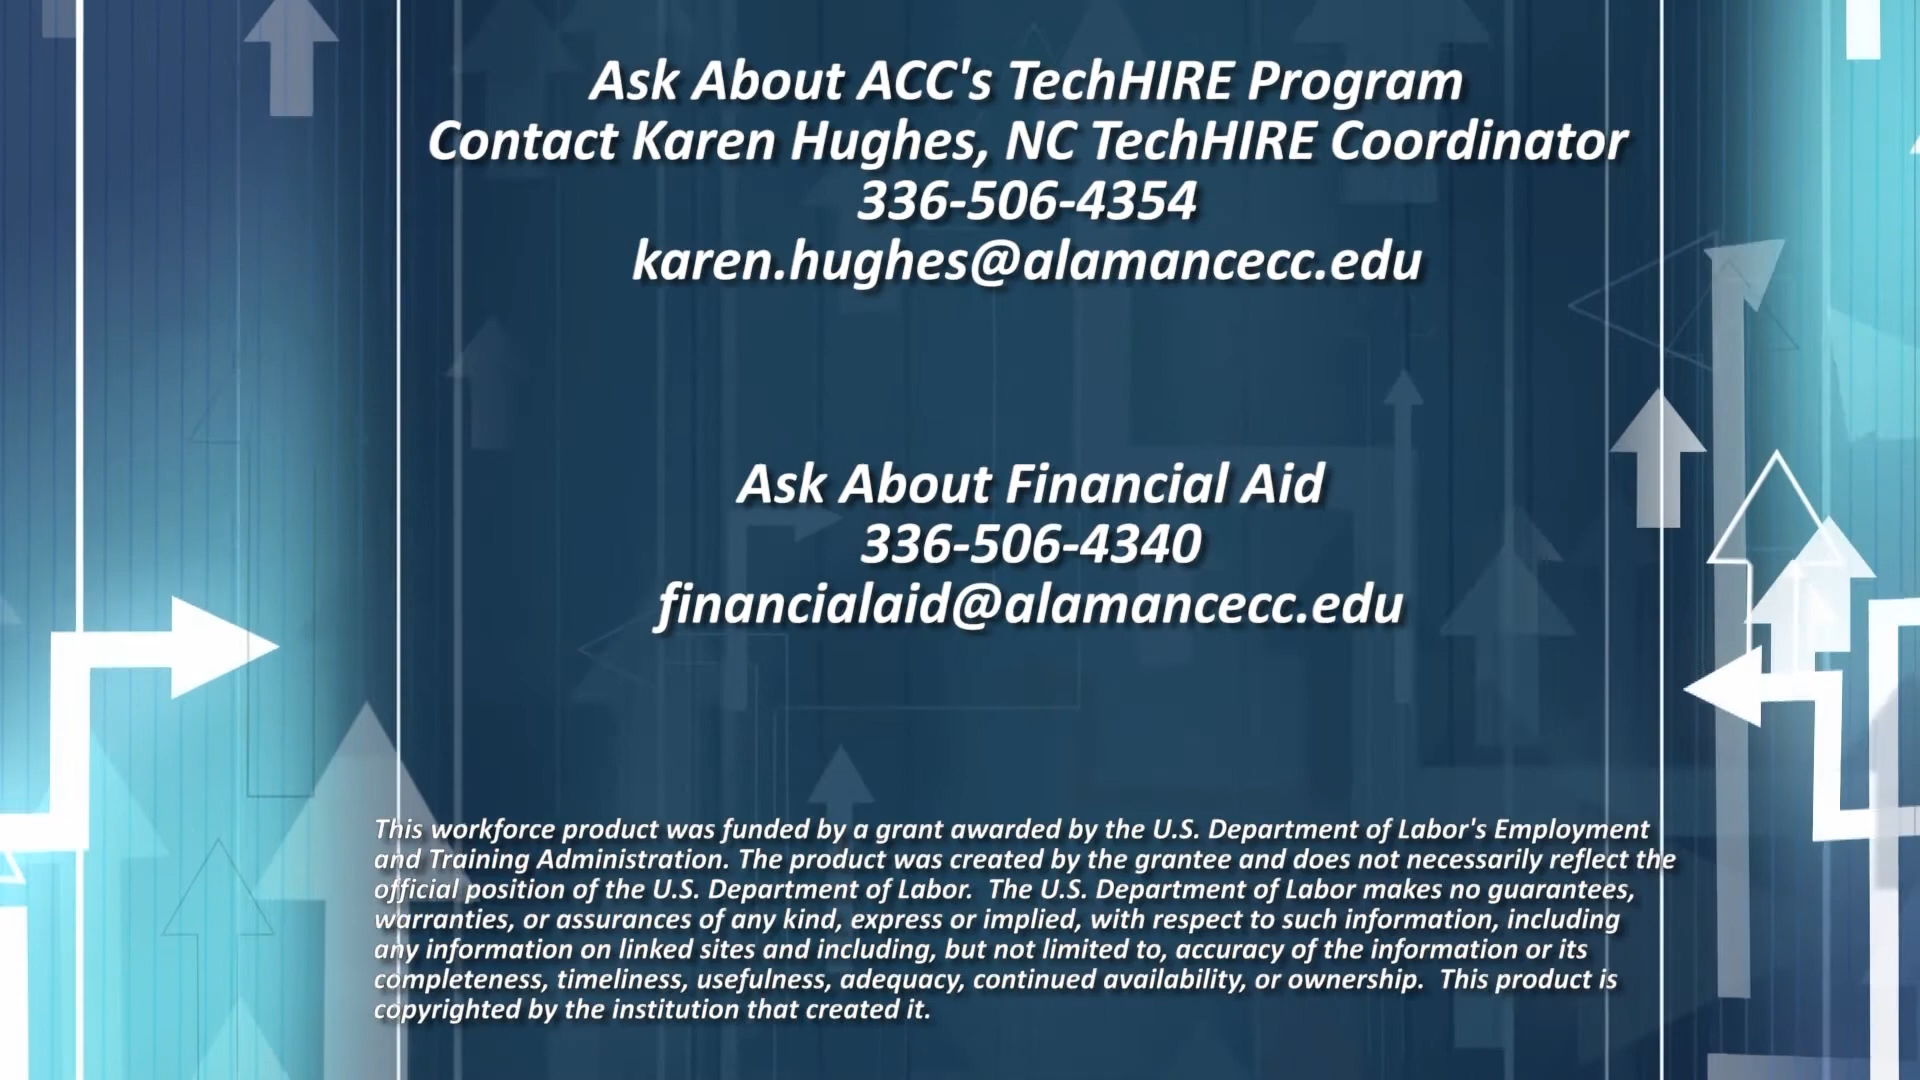 Ask About ACC's TechHIRE Program
Contact Karen Hughes, NC TechHIRE Coordinator
336-506-4354
karen.hughes@alamancecc.edu
Ask About Financial Aid
336-506-4340
financialaid@alamancecc.edu
This workforce product was funded by a grant awarded by the U.S. Department of Labor's Employment
and Training Administration. The product was created by the grantee and does not necessarily reflect the
official position of the U.S. Department of Labor.  The U.S. Department of Labor makes no guarantees,
warranties, or assurances of any kind, express or implied, with respect to such information, including
any information on linked sites and including, but not limited to, accuracy of the information or its
completeness, timeliness, usefulness, adequacy, continued availability, or ownership.  This product is
copyrighted by the institution that created it.